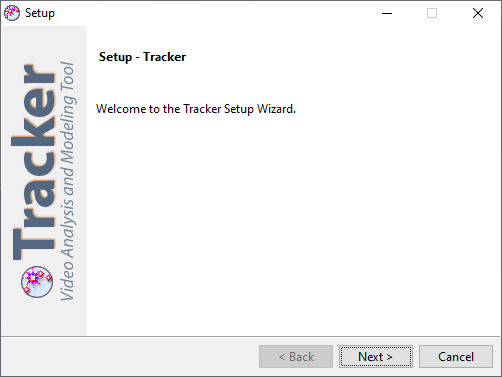 Setup
Setup - Tracker
Welcome to the Tracker Setup Wizard.
Tracker
Video Analysis and Modeling Tool
< Back
Next >
Cancel